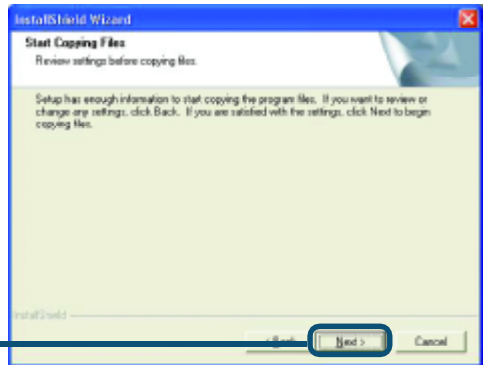 InstallShield Wizard
Start Copying Files
Review settings before copying files.
Setup has enough information to start copying the program files. If you want to review or
change any settings, click Back. If you are satisfied with the settings, click Next to begin
copying files.
InstallShield
< Back Next > Cancel